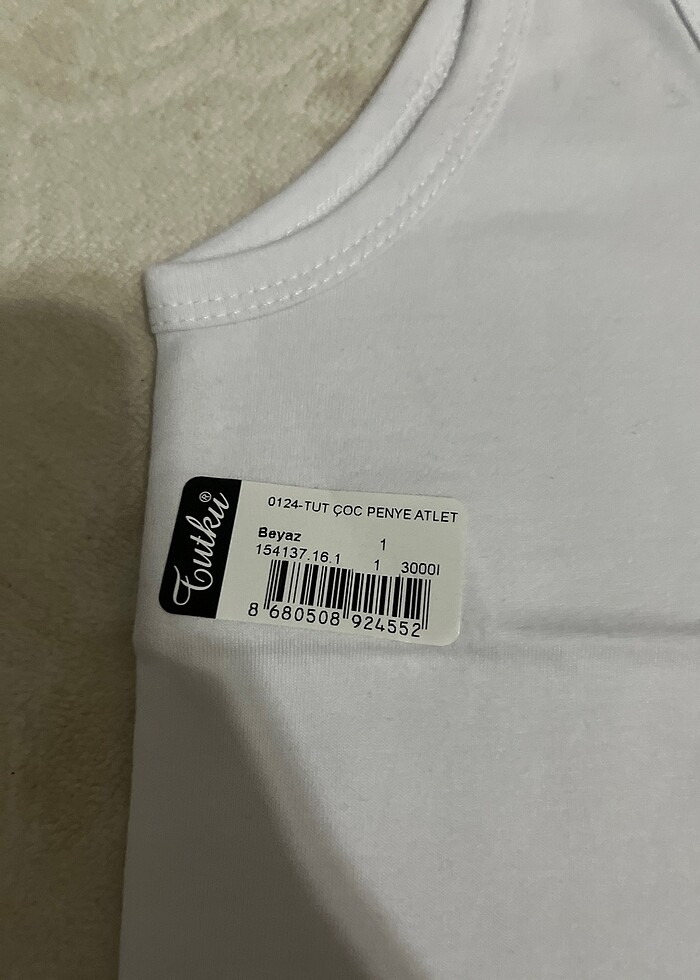 Tutku®
0124-TUT ÇOC PENYE ATLET
Beyaz 1
154137.16.1 1 3000I
8 680508 924552